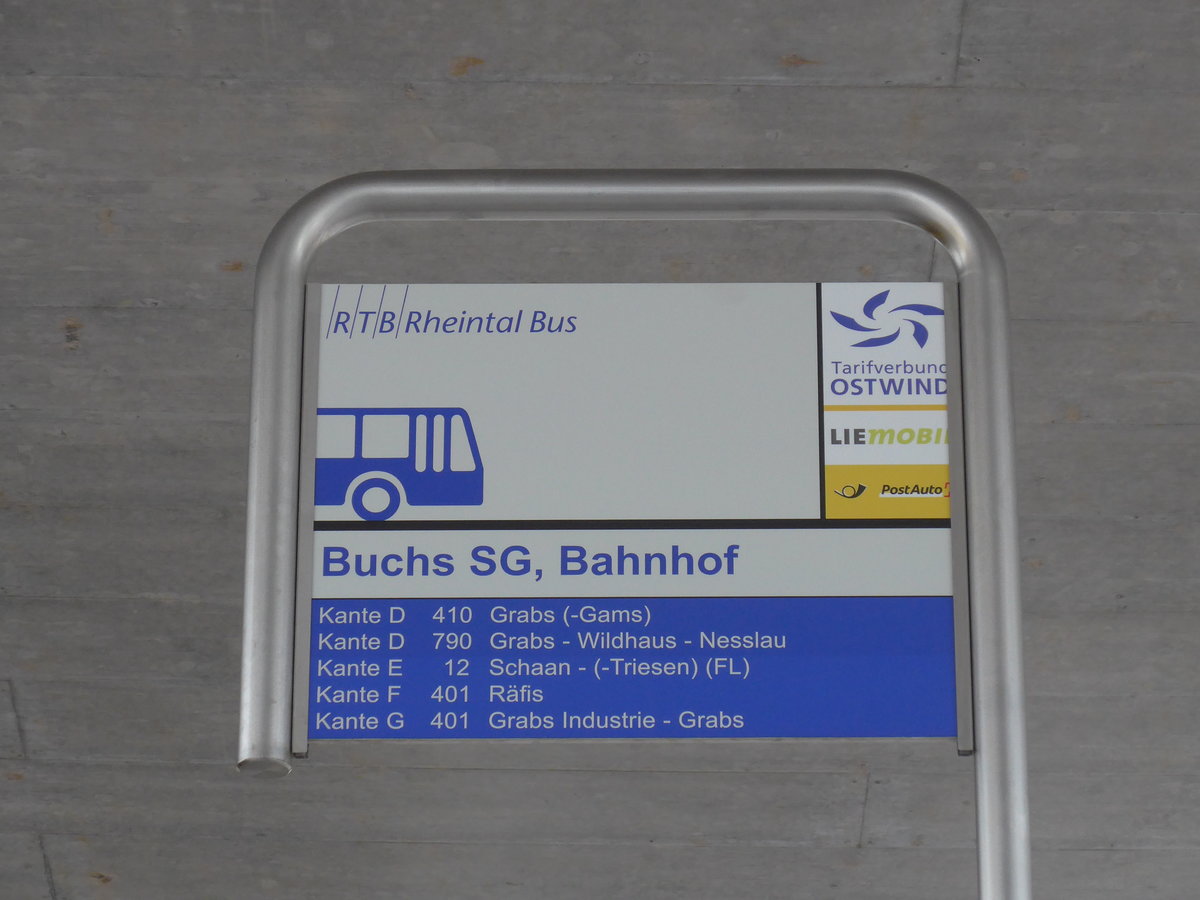 RTB Rheintal Bus
Tarifverbund
OSTWIND
LIEMOBIL
PostAuto
Buchs SG, Bahnhof
Kante D 410 Grabs (-Gams)
Kante D 790 Grabs - Wildhaus - Nesslau
Kante E 12 Schaan - (-Triesen) (FL)
Kante F 401 Räfis
Kante G 401 Grabs Industrie - Grabs